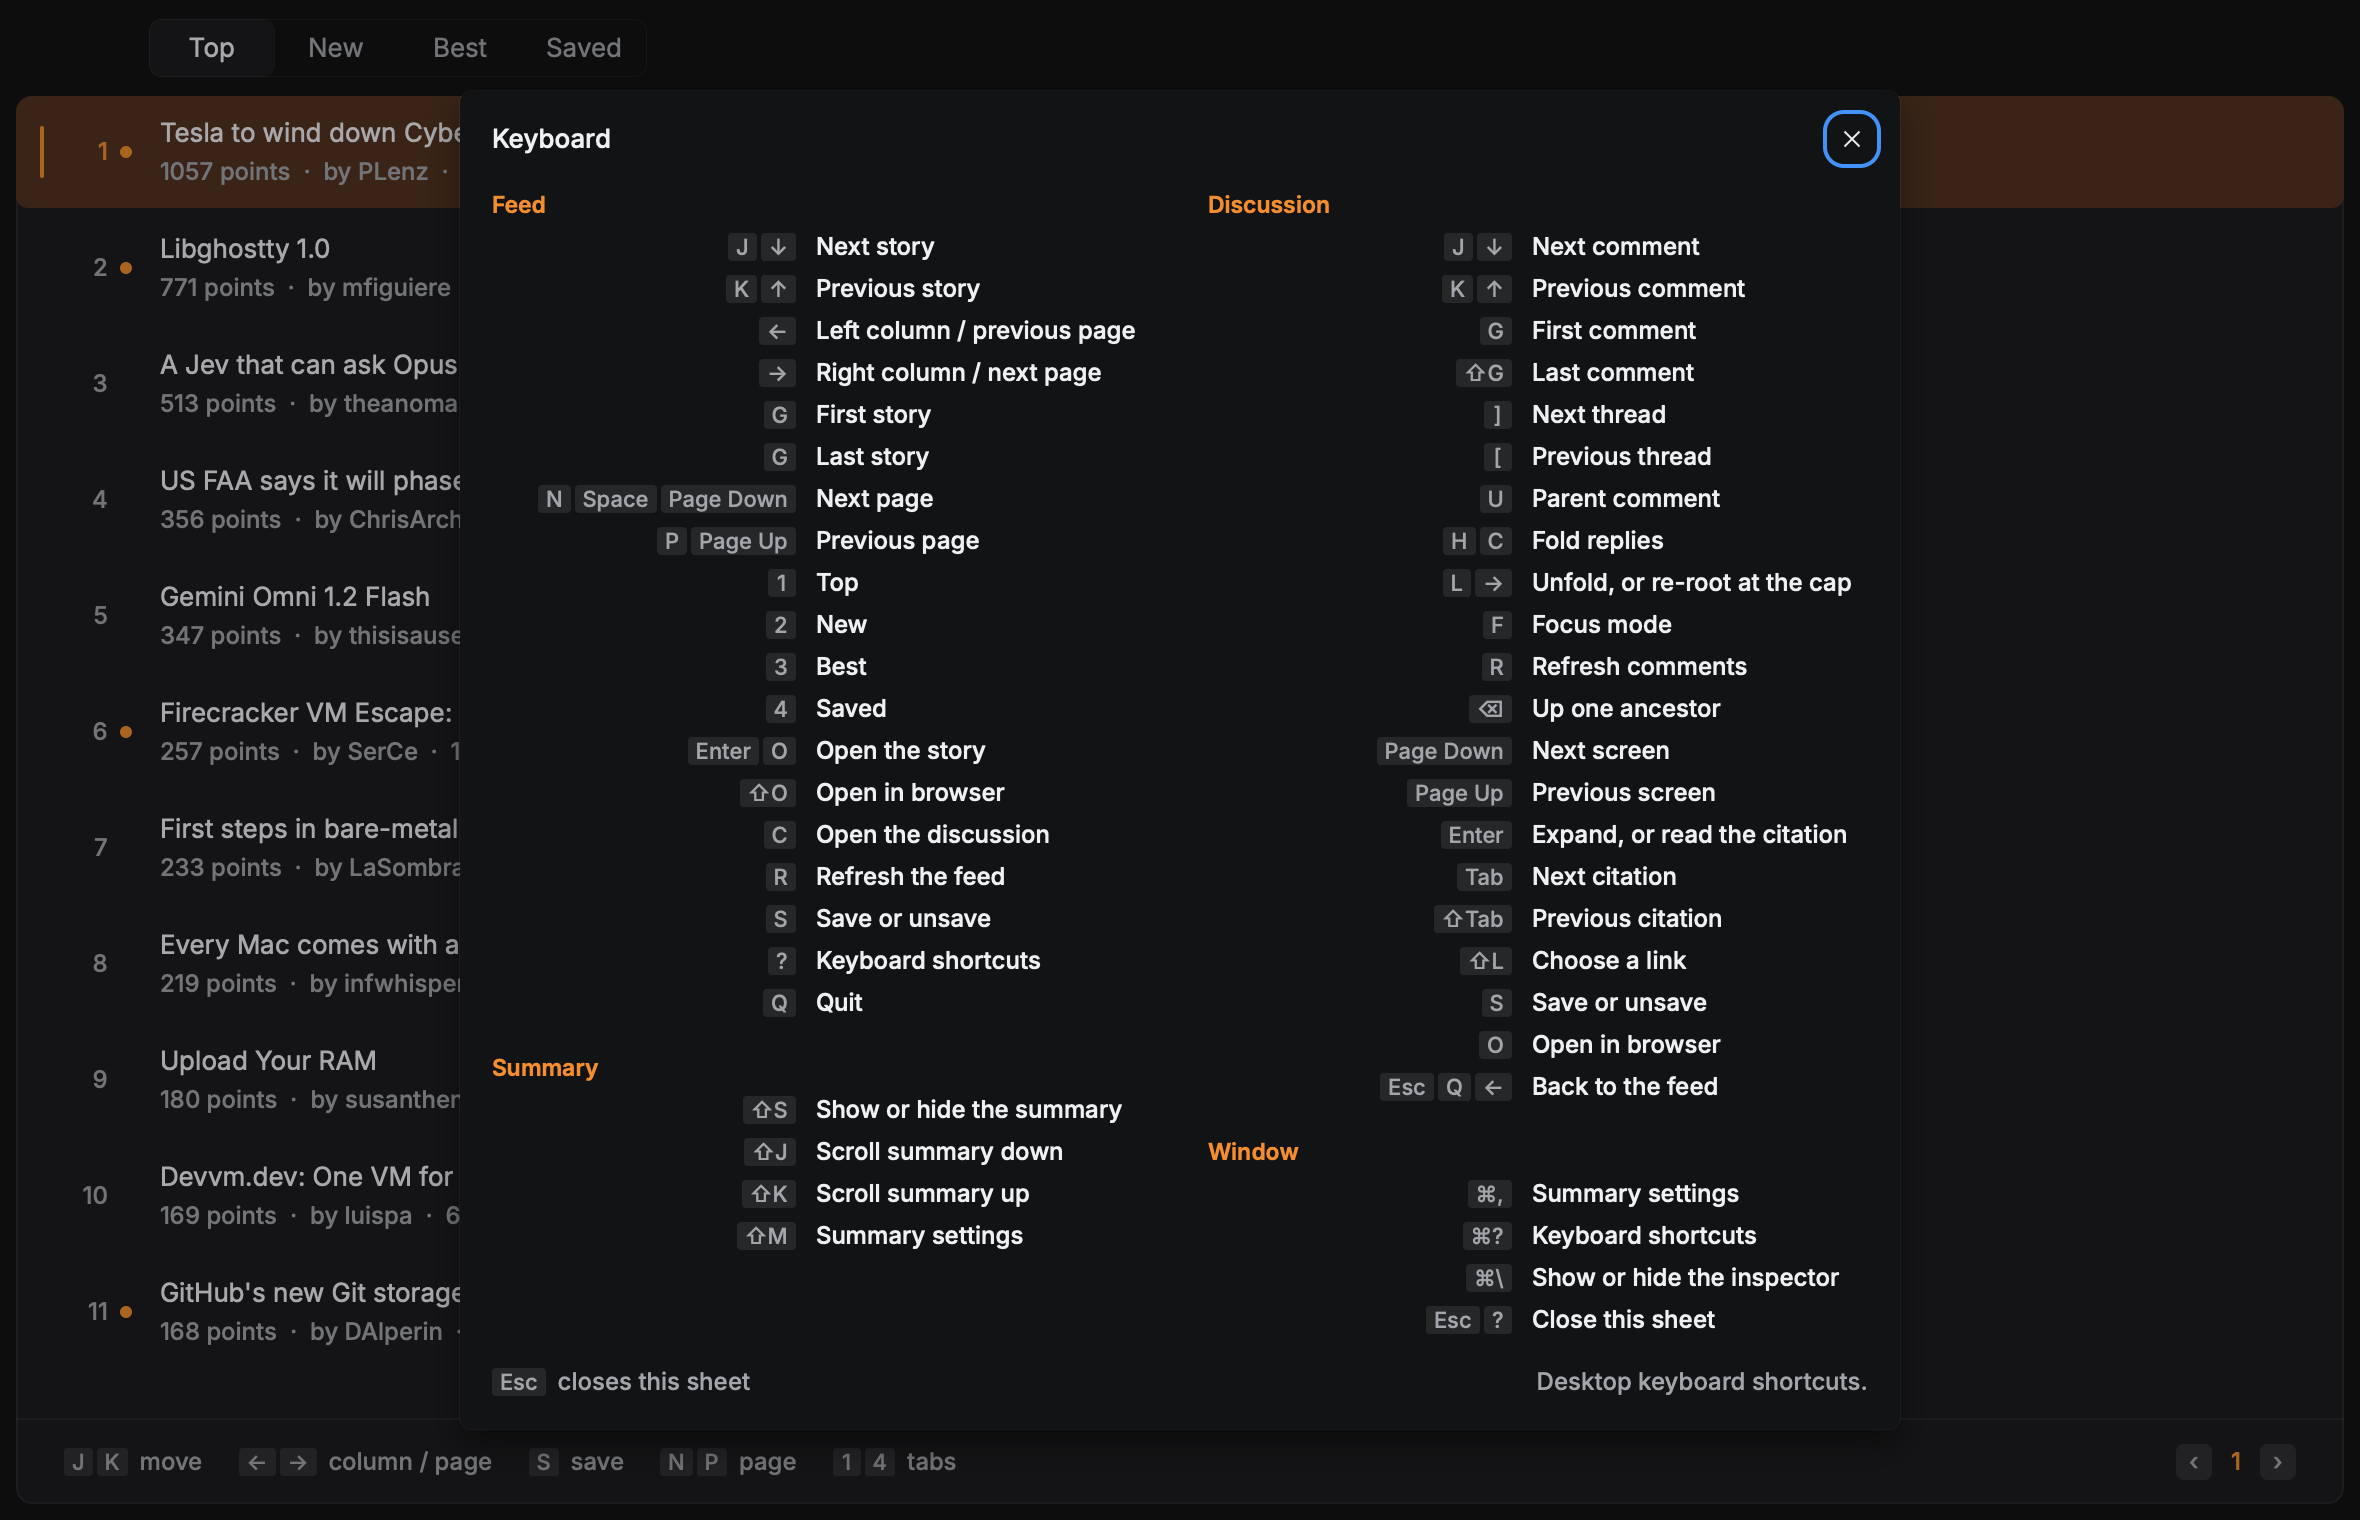 Top New Best Saved
1 Tesla to wind down Cybe
1057 points · by PLenz ·
2 Libghostty 1.0
771 points · by mfiguiere
3 A Jev that can ask Opus
513 points · by theanoma
4 US FAA says it will phase
356 points · by ChrisArch
5 Gemini Omni 1.2 Flash
347 points · by thisisause
6 Firecracker VM Escape:
257 points · by SerCe · 1
7 First steps in bare-metal
233 points · by LaSombra
8 Every Mac comes with a
219 points · by infwhisper
9 Upload Your RAM
180 points · by susanther
10 Devvm.dev: One VM for
169 points · by luispa · 6
11 GitHub's new Git storage
168 points · by DAlperin ·
Keyboard
Feed
J ↓ Next story
K ↑ Previous story
← Left column / previous page
→ Right column / next page
G First story
G Last story
N Space Page Down Next page
P Page Up Previous page
1 Top
2 New
3 Best
4 Saved
Enter O Open the story
⇧O Open in browser
C Open the discussion
R Refresh the feed
S Save or unsave
? Keyboard shortcuts
Q Quit
Summary
⇧S Show or hide the summary
⇧J Scroll summary down
⇧K Scroll summary up
⇧M Summary settings
Discussion
J ↓ Next comment
K ↑ Previous comment
G First comment
⇧G Last comment
] Next thread
[ Previous thread
U Parent comment
H C Fold replies
L → Unfold, or re-root at the cap
F Focus mode
R Refresh comments
⌫ Up one ancestor
Page Down Next screen
Page Up Previous screen
Enter Expand, or read the citation
Tab Next citation
⇧Tab Previous citation
⇧L Choose a link
S Save or unsave
O Open in browser
Esc Q ← Back to the feed
Window
⌘, Summary settings
⌘? Keyboard shortcuts
⌘\ Show or hide the inspector
Esc ? Close this sheet
Esc closes this sheet
Desktop keyboard shortcuts.
J K move ← → column / page S save N P page 1 4 tabs
‹ 1 ›